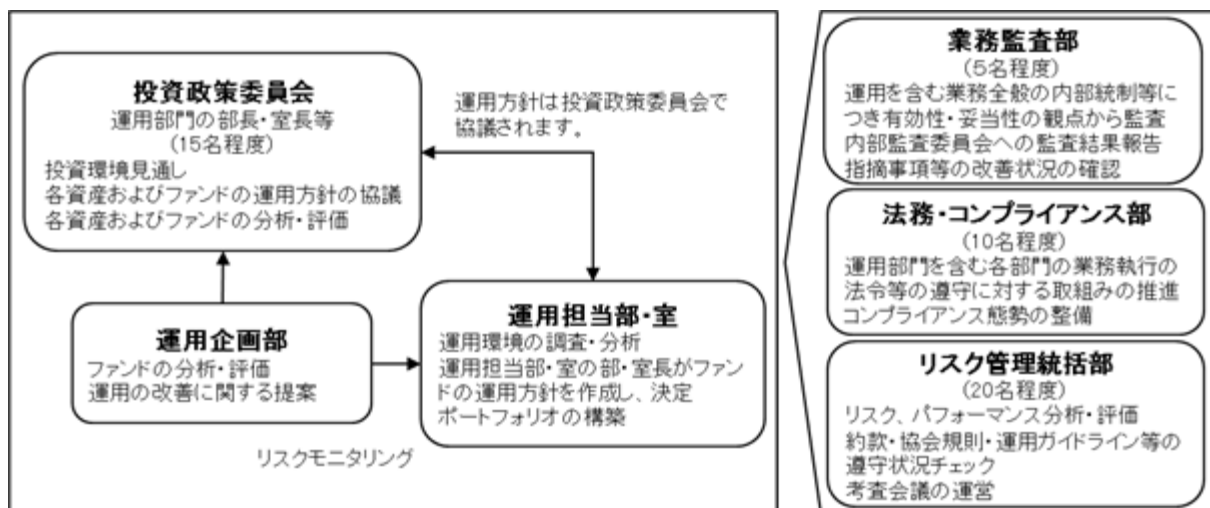 投資政策委員会
運用部門の部長・室長等
(15名程度)
投資環境見通し
各資産およびファンドの運用方針の協議
各資産およびファンドの分析・評価
運用方針は投資政策委員会で
協議されます。
運用企画部
ファンドの分析・評価
運用の改善に関する提案
運用担当部・室
運用環境の調査・分析
運用担当部・室の部・室長がファン
ドの運用方針を作成し、決定
ポートフォリオの構築
リスクモニタリング
業務監査部
(5名程度)
運用を含む業務全般の内部統制等に
つき有効性・妥当性の観点から監査
内部監査委員会への監査結果報告
指摘事項等の改善状況の確認
法務・コンプライアンス部
(10名程度)
運用部門を含む各部門の業務執行の
法令等の遵守に対する取組みの推進
コンプライアンス態勢の整備
リスク管理統括部
(20名程度)
リスク、パフォーマンス分析・評価
約款・協会規則・運用ガイドライン等の
遵守状況チェック
考査会議の運営